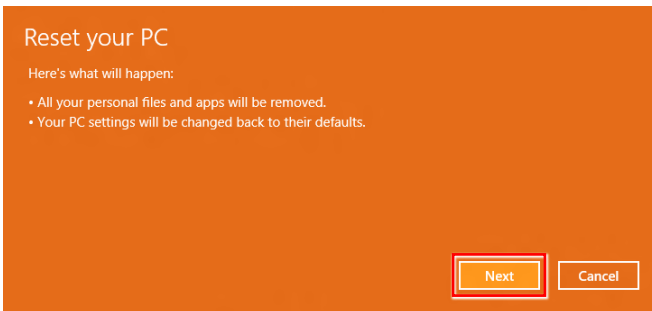 Reset your PC
Here's what will happen:
• All your personal files and apps will be removed.
• Your PC settings will be changed back to their defaults.
Next Cancel